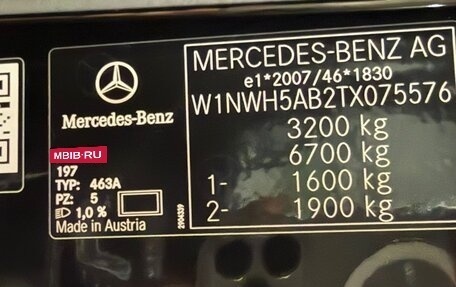 Mercedes-Benz
MBIB-RU
197
TYP: 463A
PZ: 5
1,0 %
Made in Austria
2194339
MERCEDES-BENZ AG
e1*2007/46*1830
W1NWH5AB2TX075576
3200 kg
6700 kg
1- 1600 kg
2- 1900 kg